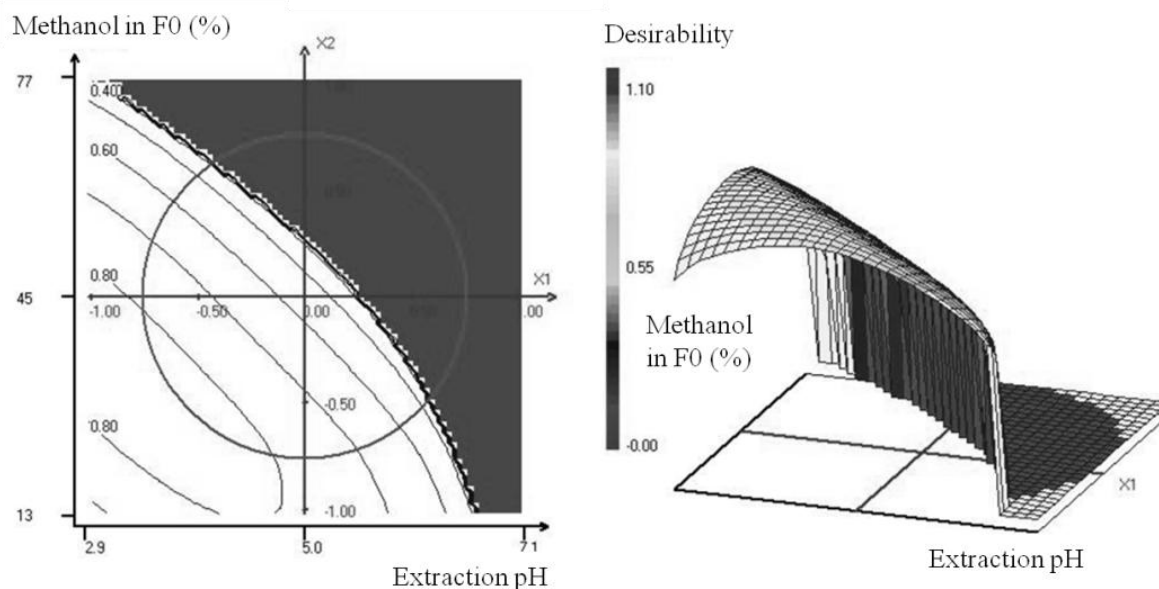 Methanol in F0 (%)
X2
77
0.40
0.60
0.80
X1
45
-1.00
-0.50
0.00
.00
-0.50
0.80
13
-1.00
2.9
5.0
7.1
Extraction pH
Desirability
1.10
0.55
Methanol
in F0 (%)
-0.00
X1
Extraction pH